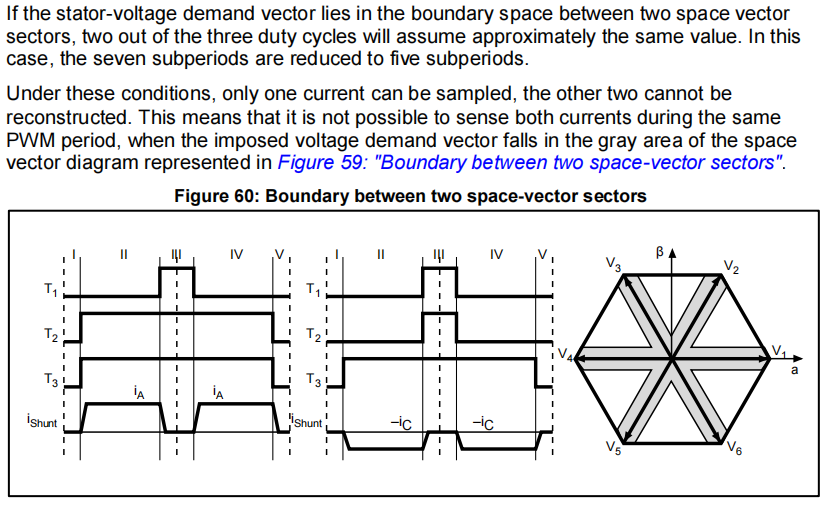 If the stator-voltage demand vector lies in the boundary space between two space vector
sectors, two out of the three duty cycles will assume approximately the same value. In this
case, the seven subperiods are reduced to five subperiods.
Under these conditions, only one current can be sampled, the other two cannot be
reconstructed. This means that it is not possible to sense both currents during the same
PWM period, when the imposed voltage demand vector falls in the gray area of the space
vector diagram represented in Figure 59: "Boundary between two space-vector sectors".
Figure 60: Boundary between two space-vector sectors
I II III IV V
T1
T2
T3
iA iA
iShunt
I II III IV V
T1
T2
T3
iShunt
–iC –iC
β
V3 V2
V4 V1
a
V5 V6